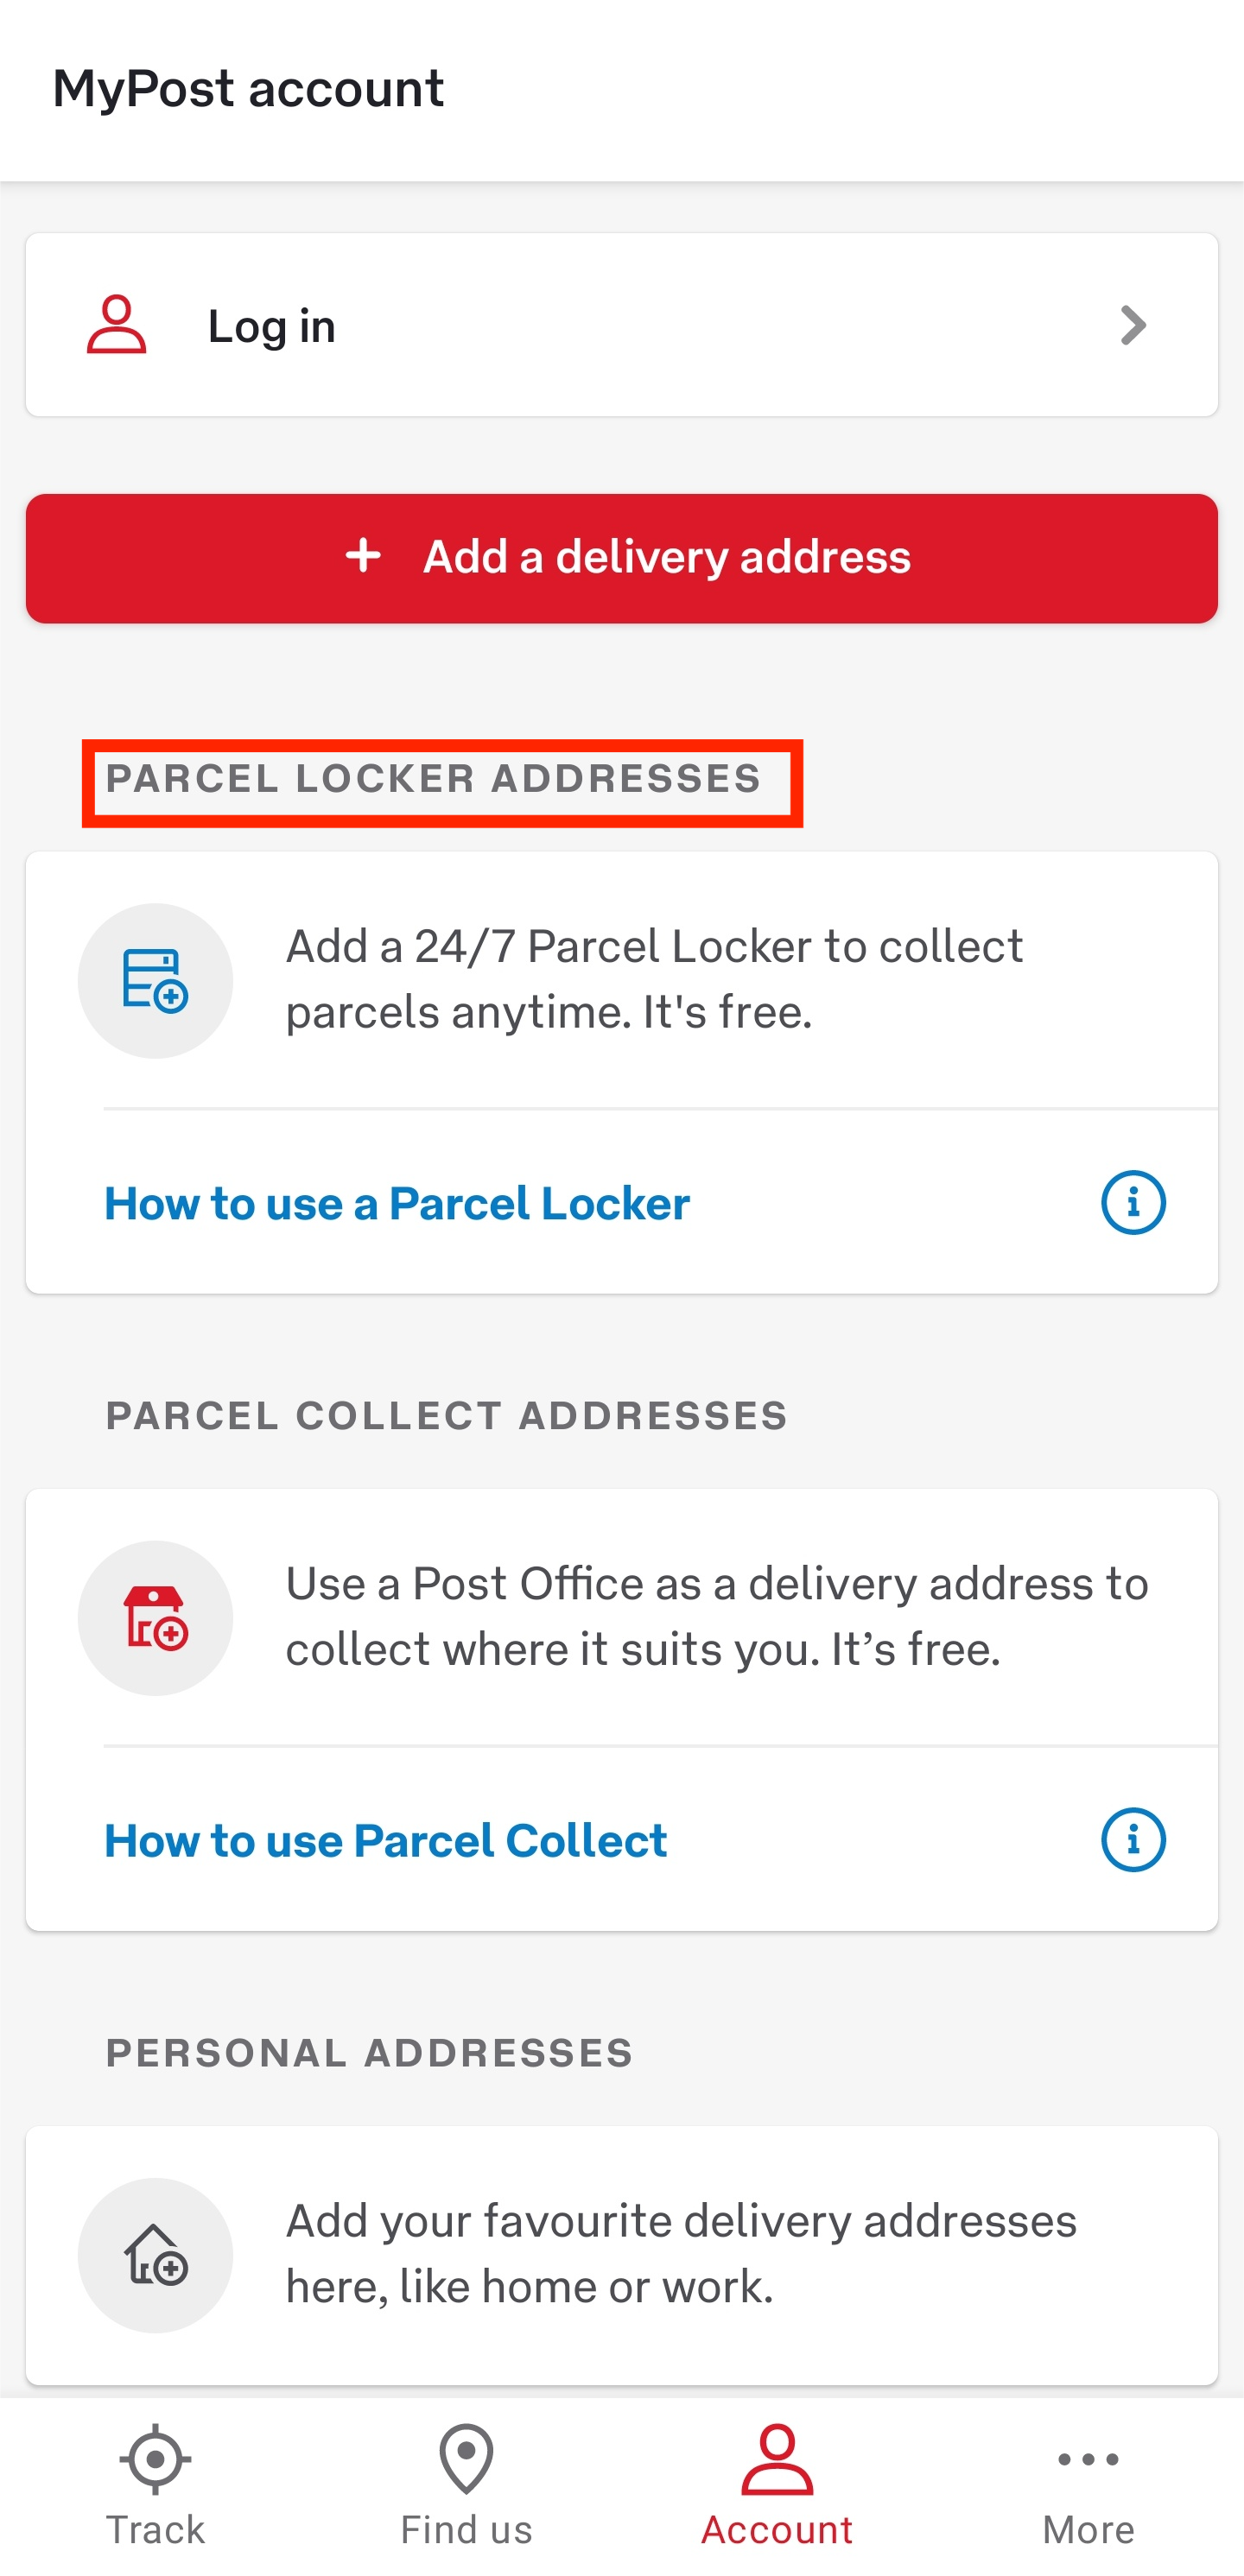 MyPost account
Log in
+ Add a delivery address
PARCEL LOCKER ADDRESSES
Add a 24/7 Parcel Locker to collect
parcels anytime. It's free.
How to use a Parcel Locker
PARCEL COLLECT ADDRESSES
Use a Post Office as a delivery address to
collect where it suits you. It’s free.
How to use Parcel Collect
PERSONAL ADDRESSES
Add your favourite delivery addresses
here, like home or work.
Track Find us Account More